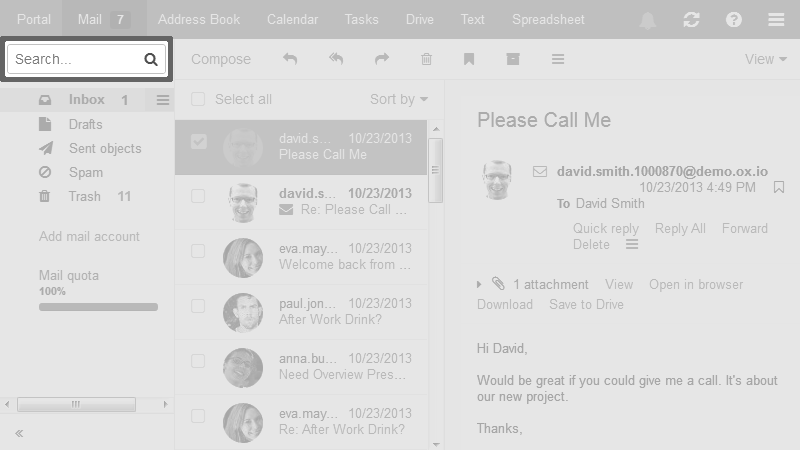 Portal Mail 7 Address Book Calendar Tasks Drive Text Spreadsheet
Search...
Compose View
Inbox 1
Drafts
Sent objects
Spam
Trash 11
Add mail account
Mail quota
100%
Select all Sort by
david.s... 10/23/2013
Please Call Me
david.s... 10/23/2013
Re: Please Call ...
eva.may... 10/23/2013
Welcome back from ...
paul.jon... 10/23/2013
After Work Drink?
anna.bu... 10/23/2013
Need Overview Pres...
eva.may... 10/23/2013
Re: After Work Drink?
Please Call Me
david.smith.1000870@demo.ox.io
10/23/2013 4:49 PM
To David Smith
Quick reply Reply All Forward
Delete
1 attachment View Open in browser
Download Save to Drive
Hi David,
Would be great if you could give me a call. It's about
our new project.
Thanks,